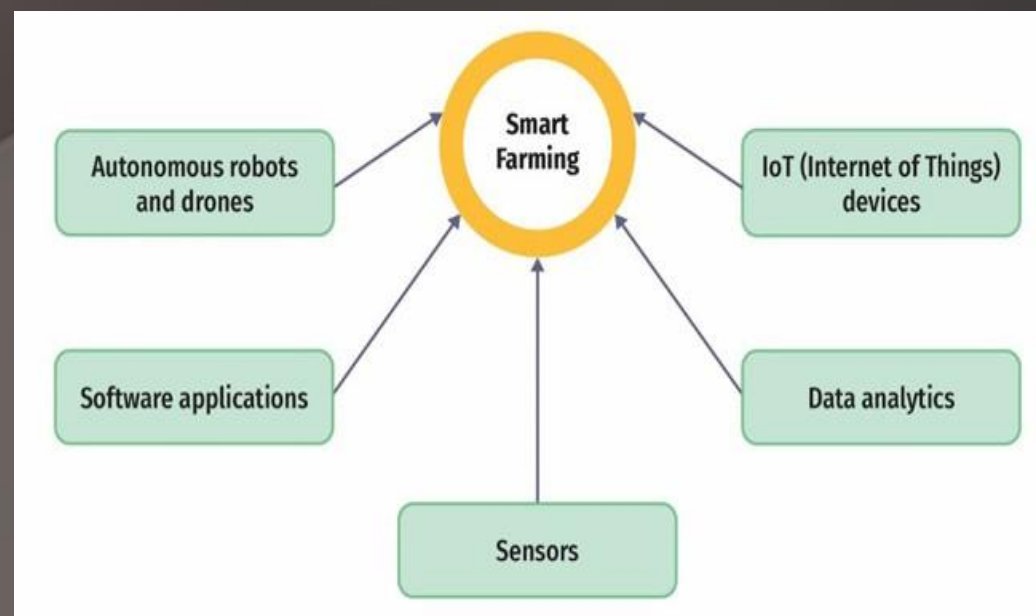 Smart
Farming
Autonomous robots
and drones
IoT (Internet of Things)
devices
Software applications
Data analytics
Sensors